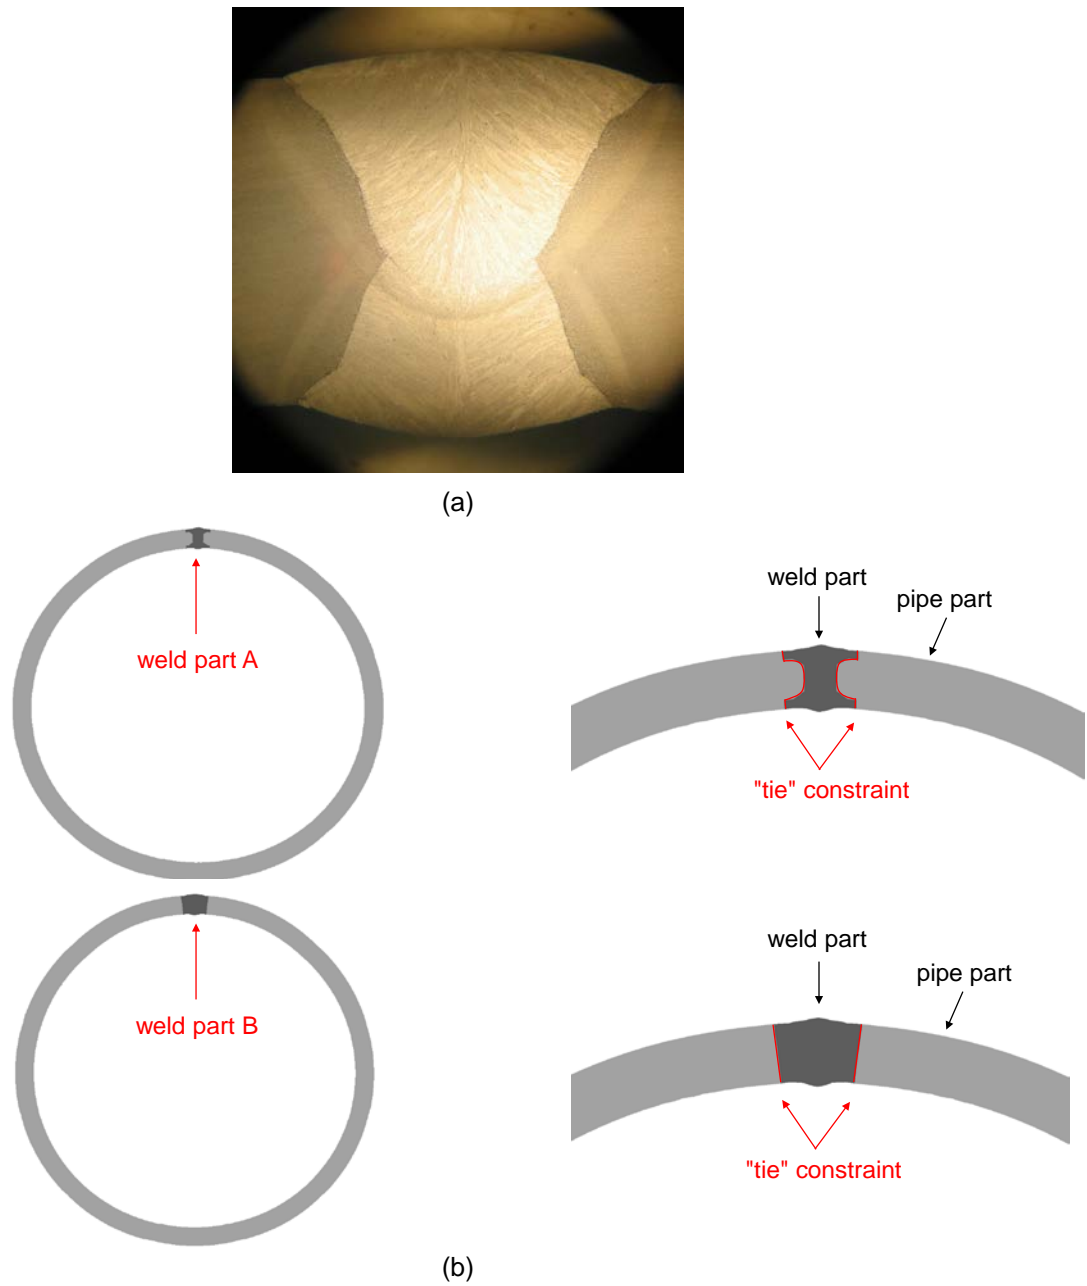 (a)
weld part A
weld part
pipe part
"tie" constraint
weld part B
weld part
pipe part
"tie" constraint
(b)